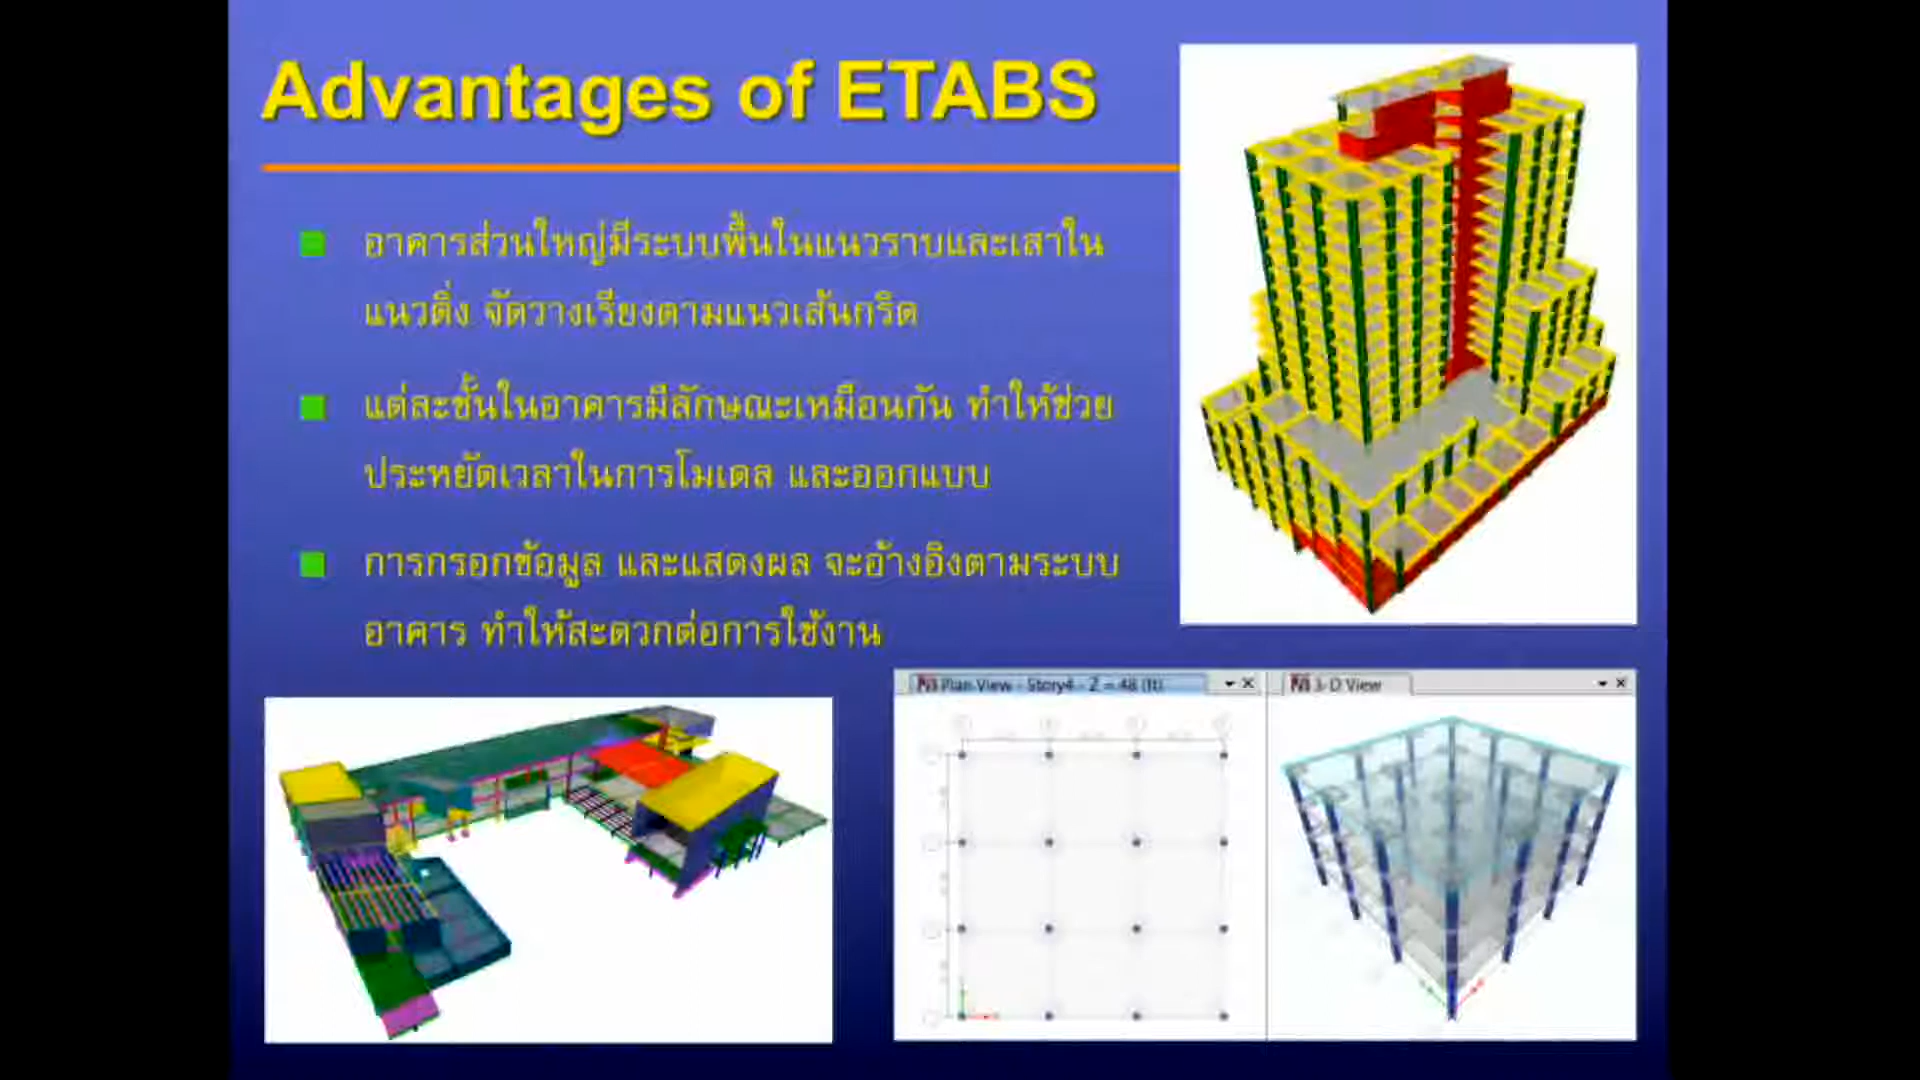 Advantages of ETABS
อาคารส่วนใหญ่มีระบบพื้นในแนวราบและเสาใน
แนวดิ่ง จัดวางเรียงตามแนวเส้นกริด
แต่ละชั้นในอาคารมีลักษณะเหมือนกัน ทำให้ช่วย
ประหยัดเวลาในการโมเดล และออกแบบ
การกรอกข้อมูล และแสดงผล จะอ้างอิงตามระบบ
อาคาร ทำให้สะดวกต่อการใช้งาน
Plan View - Story4 - Z = 48 (ft)
3-D View